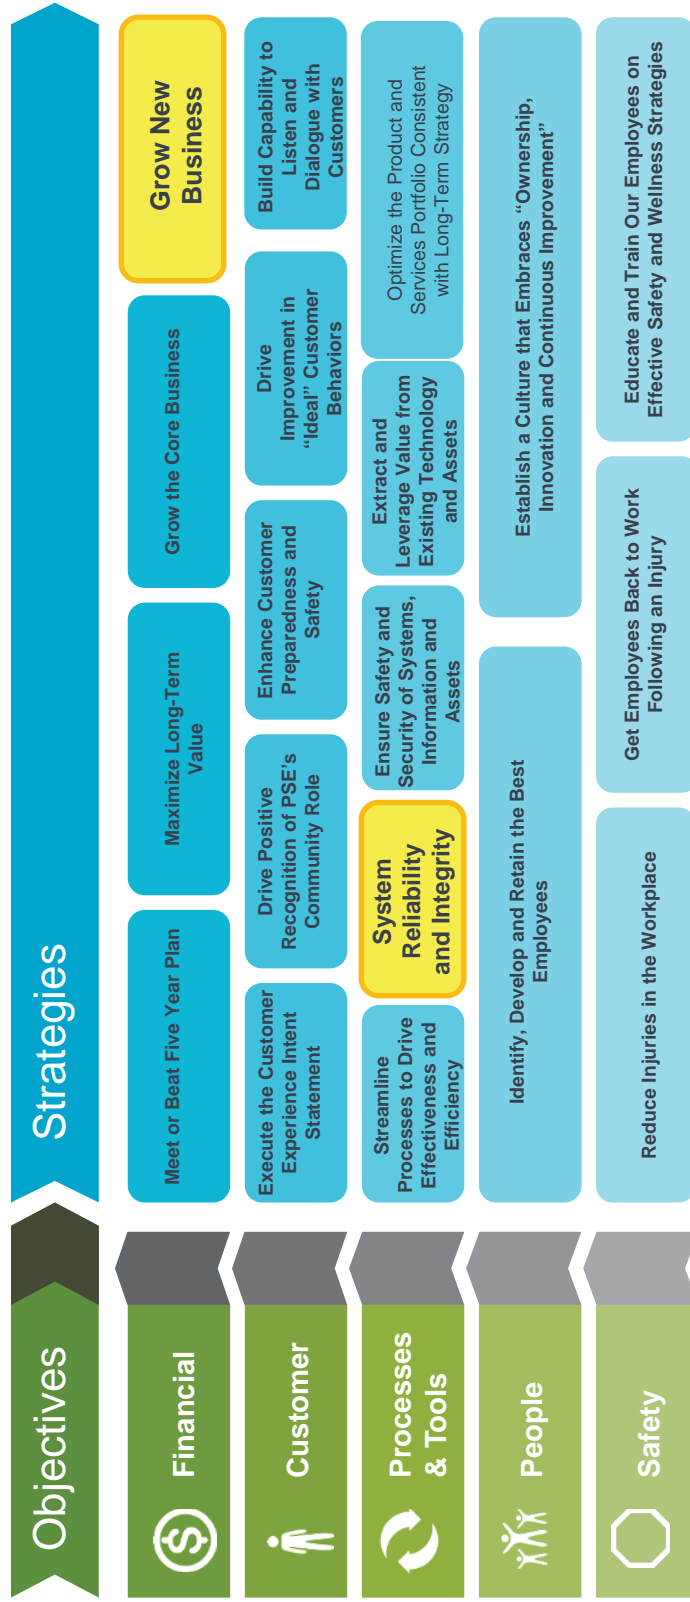 Objectives
Strategies
Financial
Meet or Beat Five Year Plan
Maximize Long-Term
Value
Grow the Core Business
Grow New
Business
Customer
Execute the Customer
Experience Intent
Statement
Drive Positive
Recognition of PSE’s
Community Role
Enhance Customer
Preparedness and
Safety
Drive
Improvement in
“Ideal” Customer
Behaviors
Build Capability to
Listen and
Dialogue with
Customers
Processes
& Tools
Streamline
Processes to Drive
Effectiveness and
Efficiency
System
Reliability
and Integrity
Ensure Safety and
Security of Systems,
Information and
Assets
Extract and
Leverage Value from
Existing Technology
and Assets
Optimize the Product and
Services Portfolio Consistent
with Long-Term Strategy
People
Identify, Develop and Retain the Best
Employees
Establish a Culture that Embraces “Ownership,
Innovation and Continuous Improvement”
Safety
Reduce Injuries in the Workplace
Get Employees Back to Work
Following an Injury
Educate and Train Our Employees on
Effective Safety and Wellness Strategies